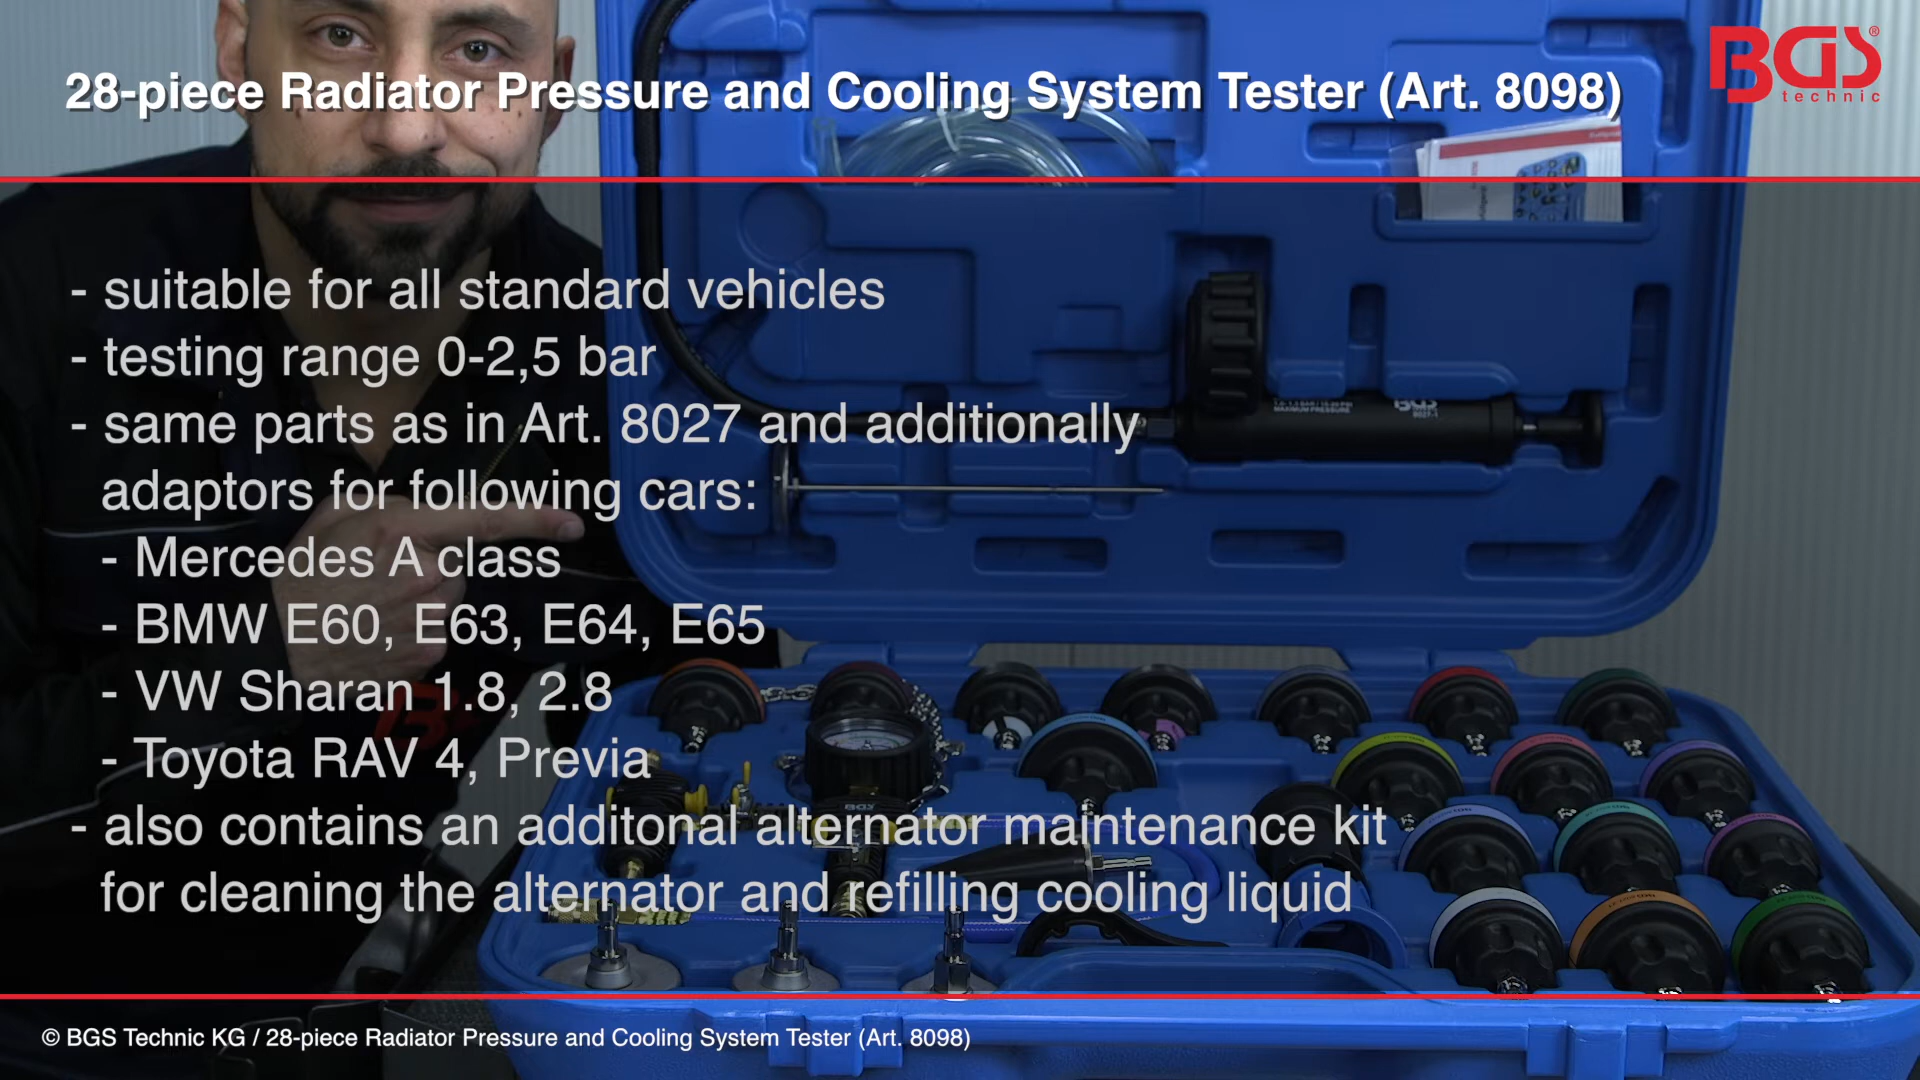 28-piece Radiator Pressure and Cooling System Tester (Art. 8098)
BGS®
technic
- suitable for all standard vehicles
- testing range 0-2,5 bar
- same parts as in Art. 8027 and additionally
adaptors for following cars:
- Mercedes A class
- BMW E60, E63, E64, E65
- VW Sharan 1.8, 2.8
- Toyota RAV 4, Previa
- also contains an additonal alternator maintenance kit
for cleaning the alternator and refilling cooling liquid
© BGS Technic KG / 28-piece Radiator Pressure and Cooling System Tester (Art. 8098)
MAXIMUM PRESSURE
BGS
BGS